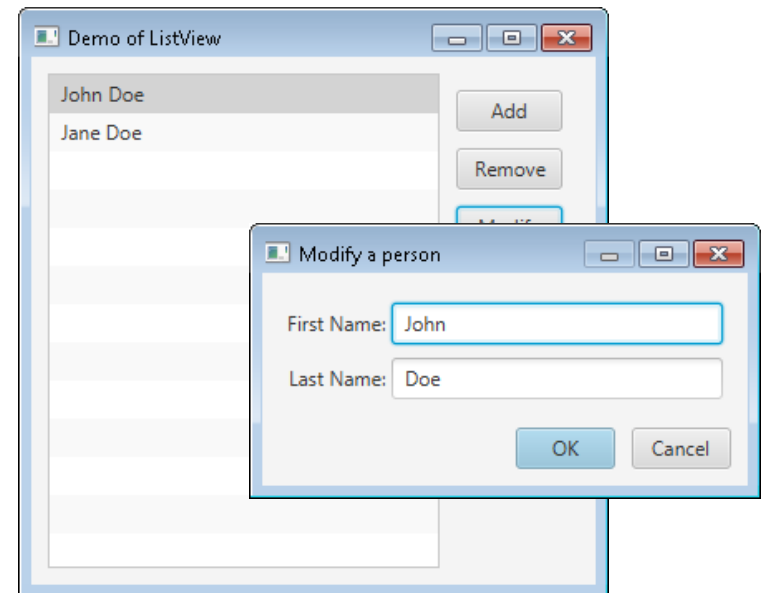 Demo of ListView
John Doe
Jane Doe
Add
Remove
Modify a person
First Name: John
Last Name: Doe
OK Cancel